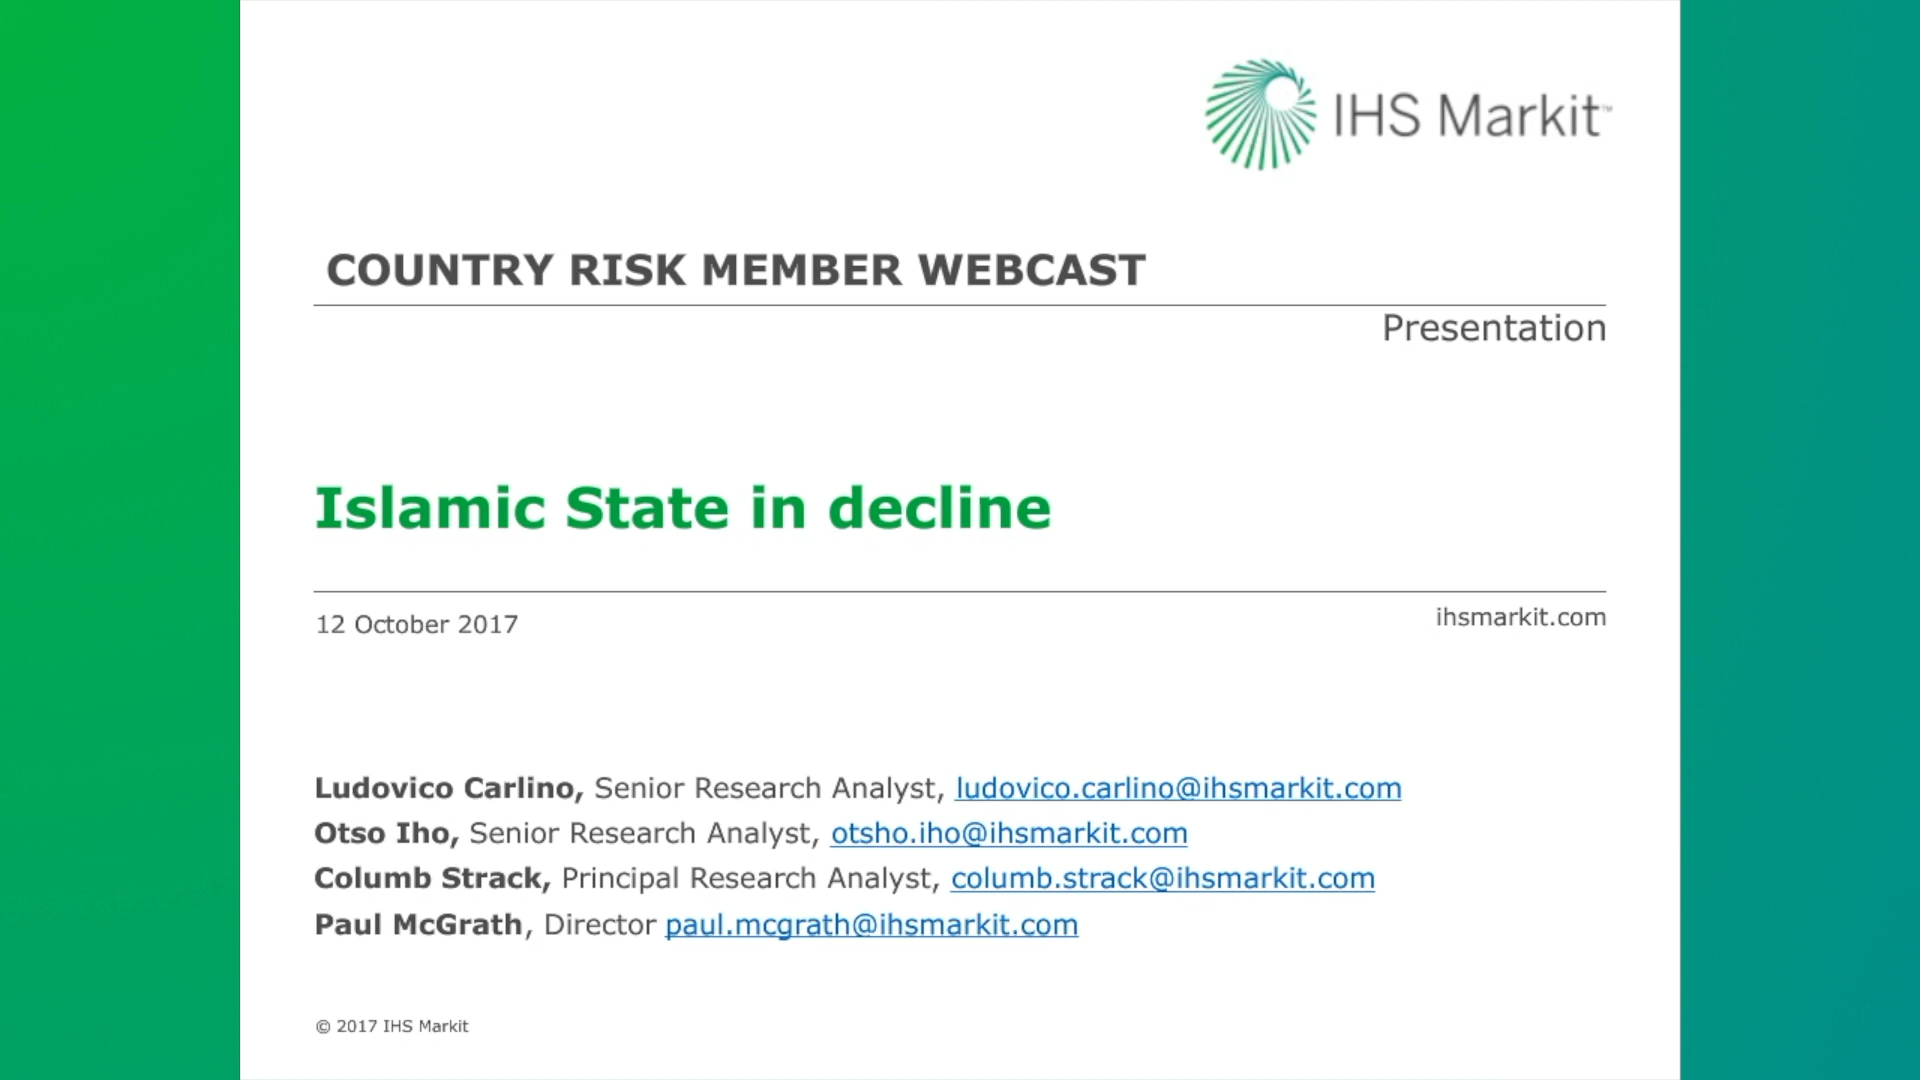 IHS Markit™
COUNTRY RISK MEMBER WEBCAST
Presentation
Islamic State in decline
12 October 2017
ihsmarkit.com
Ludovico Carlino, Senior Research Analyst, ludovico.carlino@ihsmarkit.com
Otso Iho, Senior Research Analyst, otsho.iho@ihsmarkit.com
Columb Strack, Principal Research Analyst, columb.strack@ihsmarkit.com
Paul McGrath, Director paul.mcgrath@ihsmarkit.com
© 2017 IHS Markit